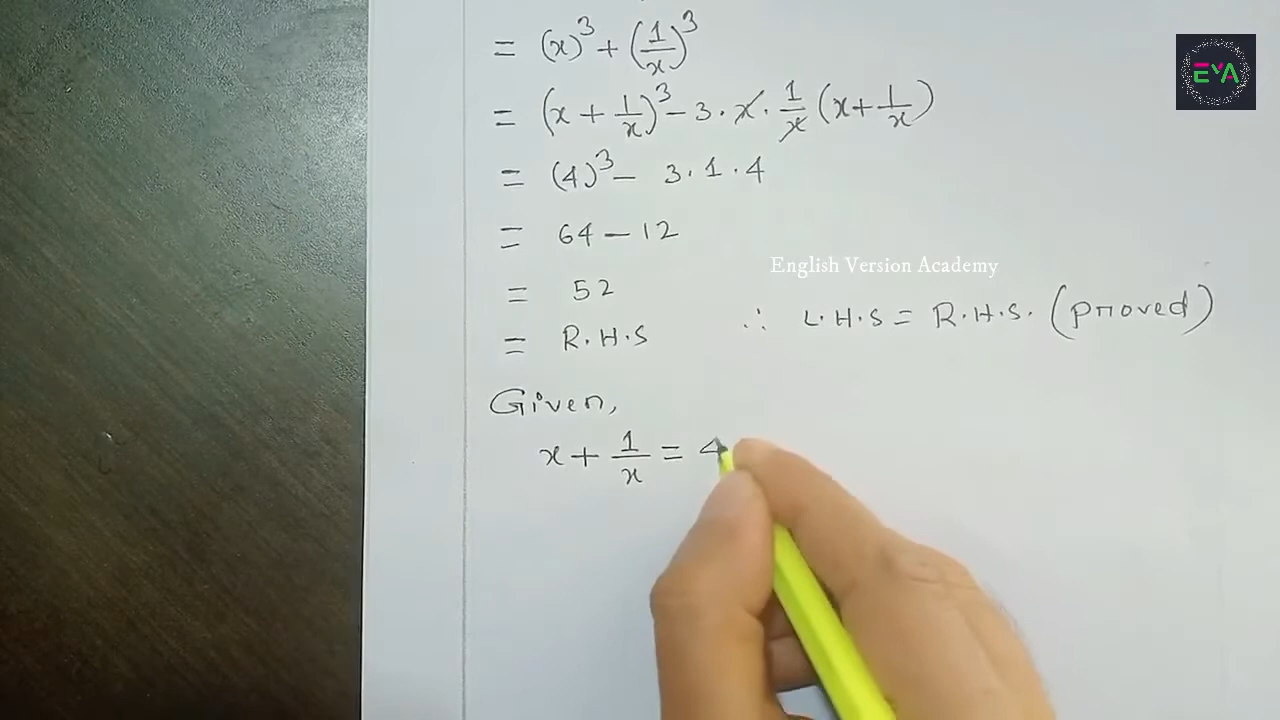 = (x)³ + (1/x)³
EVA
= (x + 1/x)³ - 3 · x · 1/x (x + 1/x)
= (4)³ - 3 · 1 · 4
= 64 - 12
English Version Academy
= 52
∴ L.H.S = R.H.S. (proved)
= R.H.S
Given,
x + 1/x = 4